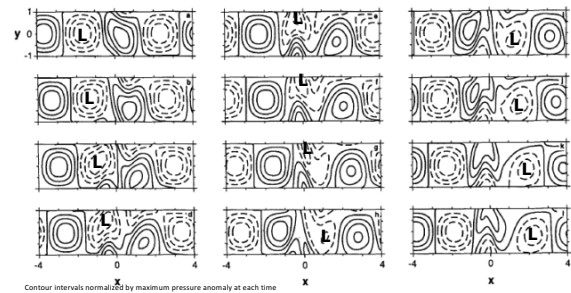 1
a
e
y 0
L
L
L
-1
b
L
L
L
f
L
L
L
g
k
d
L
L
L
h
-4 0 4 -4 0 4 -4 0 4
x x x
Contour intervals normalized by maximum pressure anomaly at each time